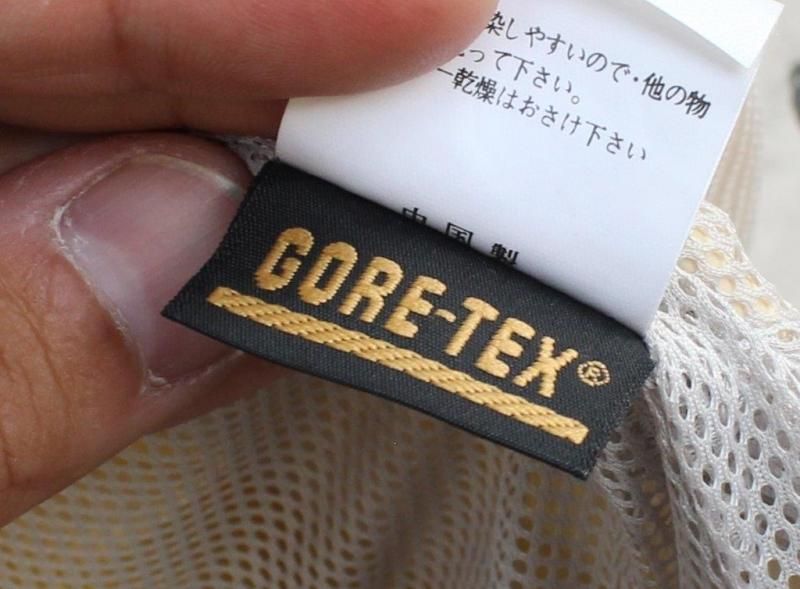 染しやすいので・他の物
って下さい。
乾燥はおさけ下さい
中国製
GORE-TEX®